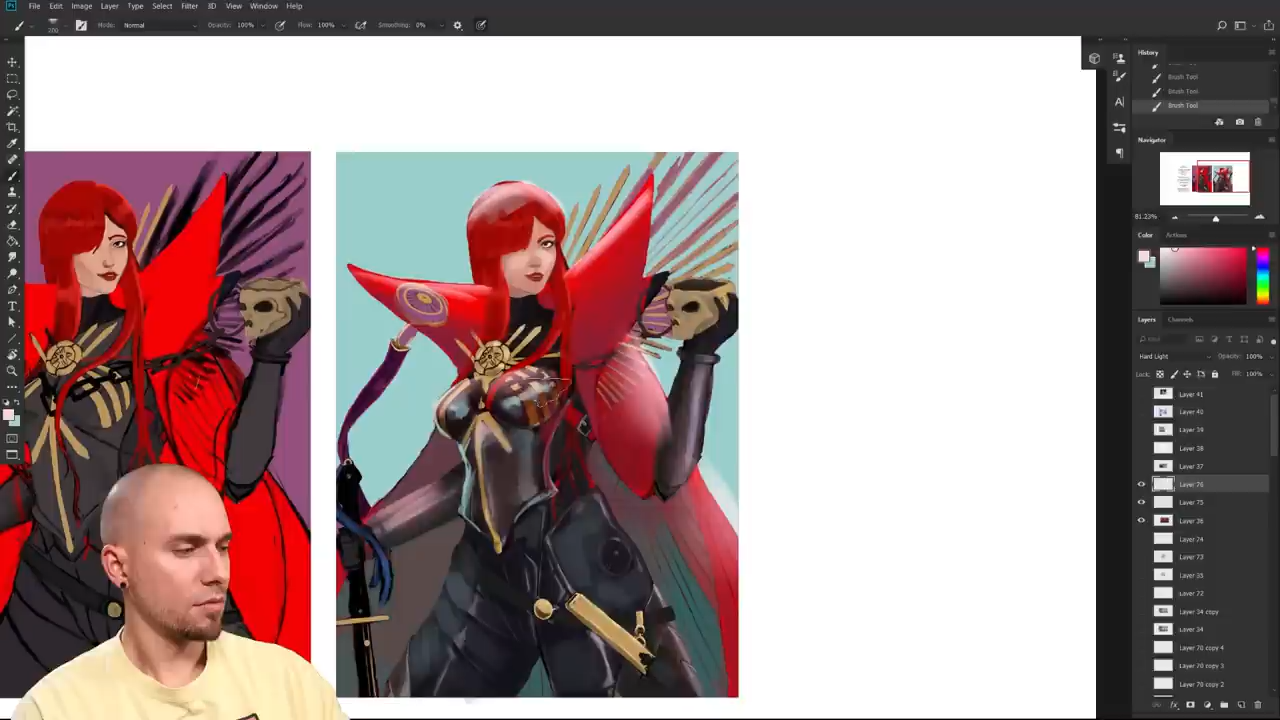 Ps File Edit Image Layer Type Select Filter 3D View Window Help
200 Mode: Normal Opacity: 100% Flow: 100% Smoothing: 0%
History
Brush Tool
Brush Tool
Brush Tool
Navigator
81.23%
Color Actions
Layers Channels
Hard Light Opacity: 100%
Lock: Fill: 100%
Layer 41
Layer 40
Layer 39
Layer 38
Layer 37
Layer 76
Layer 75
Layer 36
Layer 74
Layer 73
Layer 35
Layer 72
Layer 34 copy
Layer 34
Layer 70 copy 4
Layer 70 copy 3
Layer 70 copy 2